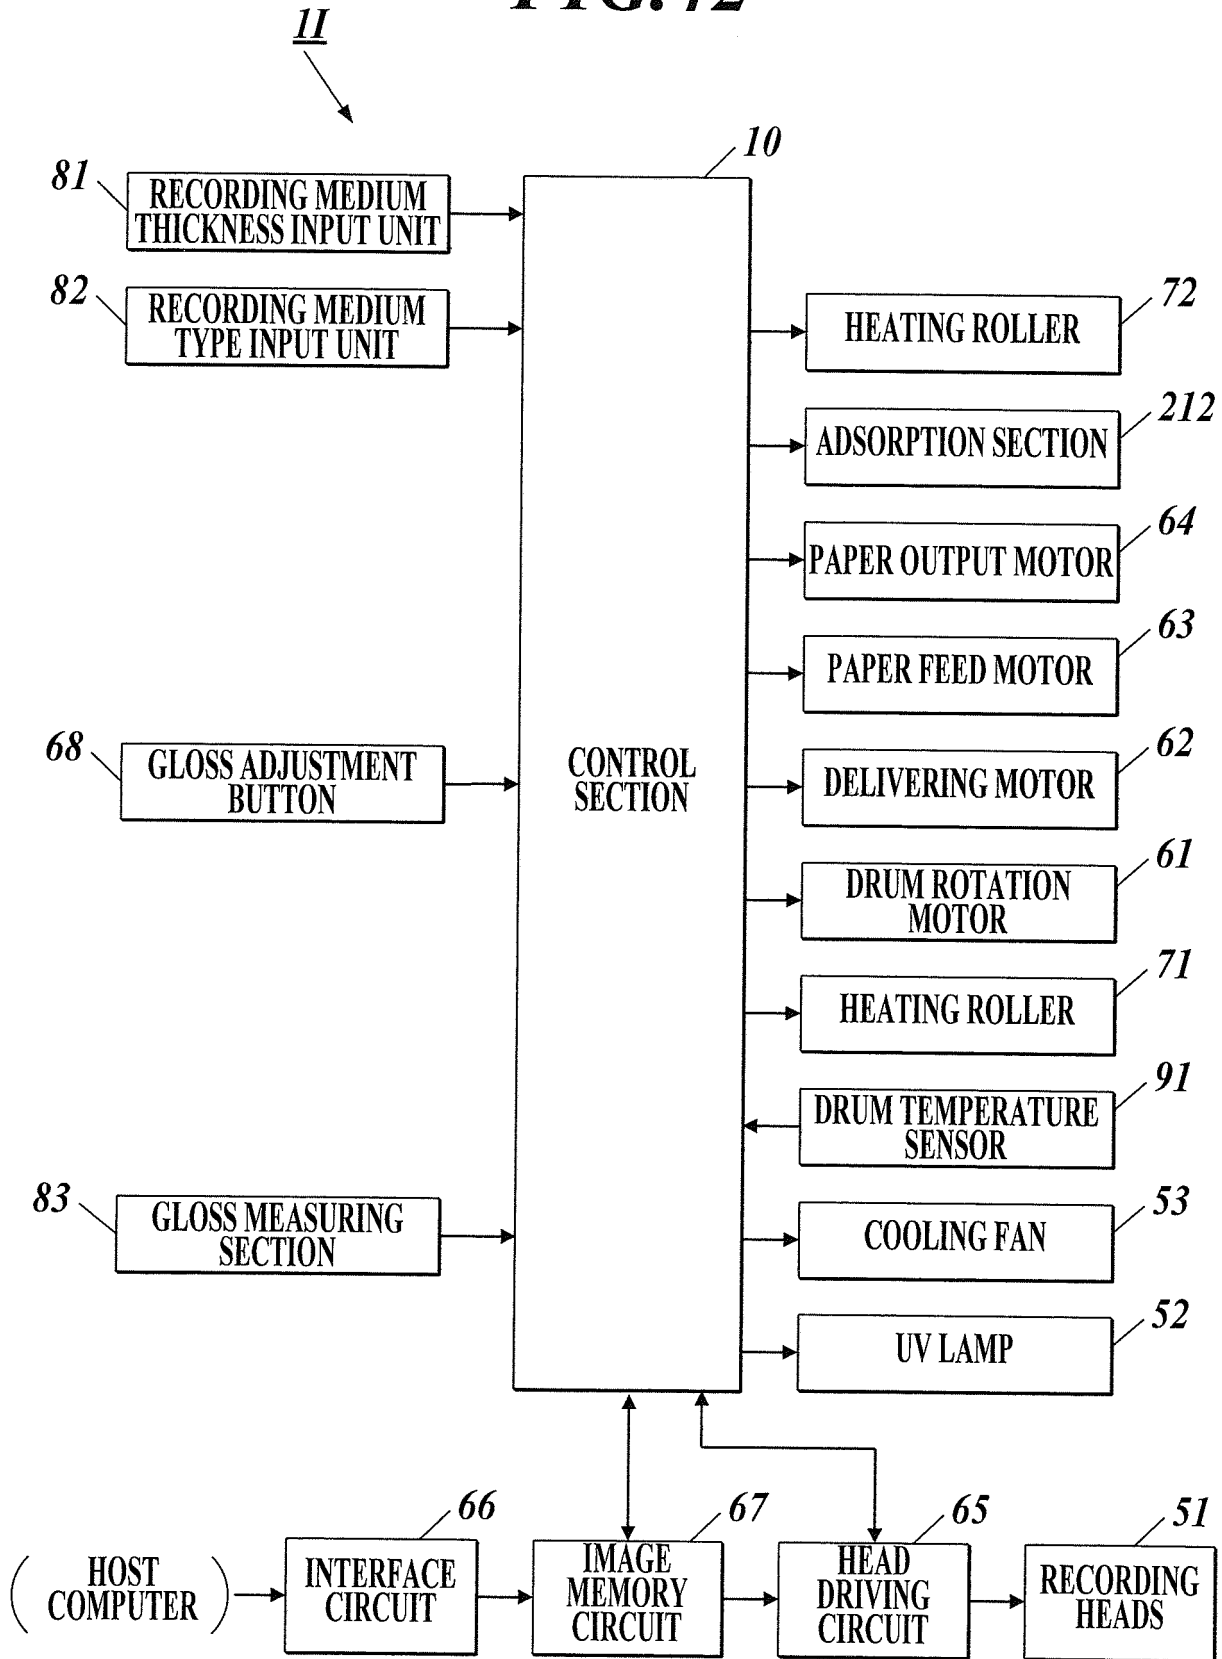 1I
10
81
RECORDING MEDIUM
THICKNESS INPUT UNIT
82
RECORDING MEDIUM
TYPE INPUT UNIT
72
HEATING ROLLER
212
ADSORPTION SECTION
64
PAPER OUTPUT MOTOR
63
PAPER FEED MOTOR
68
GLOSS ADJUSTMENT
BUTTON
CONTROL
SECTION
62
DELIVERING MOTOR
61
DRUM ROTATION
MOTOR
71
HEATING ROLLER
91
DRUM TEMPERATURE
SENSOR
83
GLOSS MEASURING
SECTION
53
COOLING FAN
52
UV LAMP
(HOST
COMPUTER)
66
INTERFACE
CIRCUIT
67
IMAGE
MEMORY
CIRCUIT
65
HEAD
DRIVING
CIRCUIT
51
RECORDING
HEADS